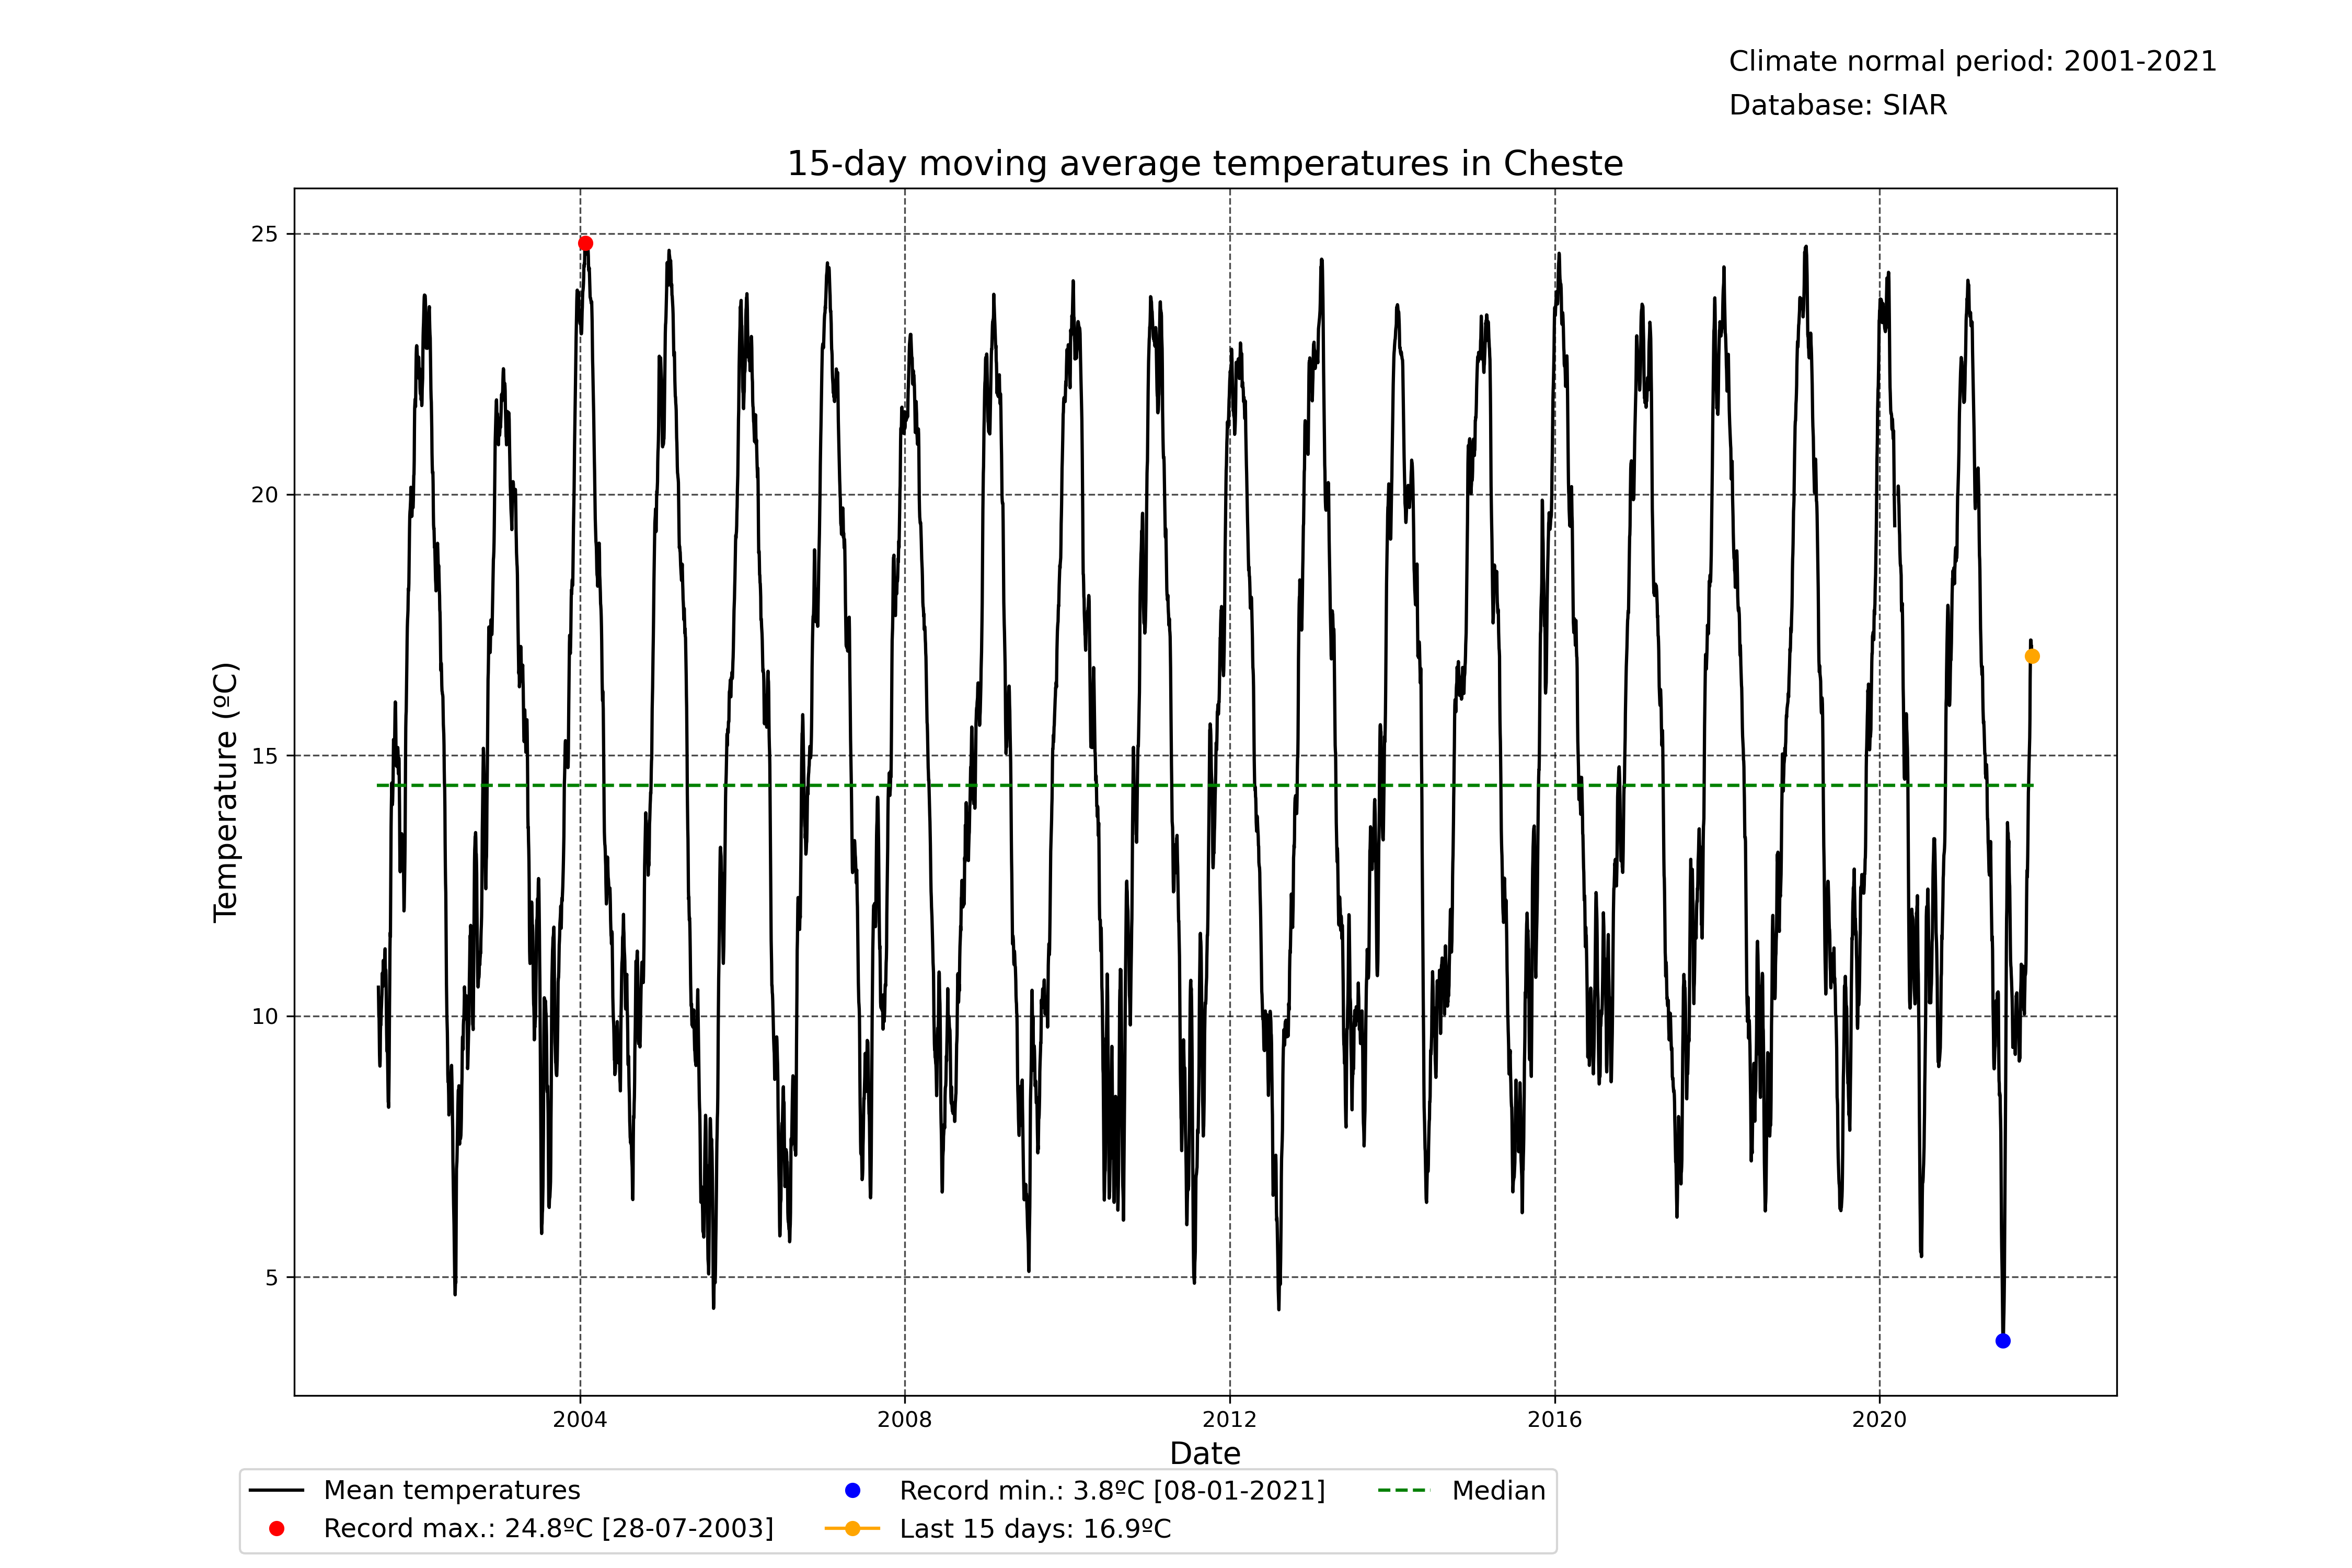 Climate normal period: 2001-2021
Database: SIAR
15-day moving average temperatures in Cheste
25
20
15
10
5
Temperature (ºC)
2004 2008 2012 2016 2020
Date
Mean temperatures
Record max.: 24.8ºC [28-07-2003]
Record min.: 3.8ºC [08-01-2021]
Last 15 days: 16.9ºC
Median